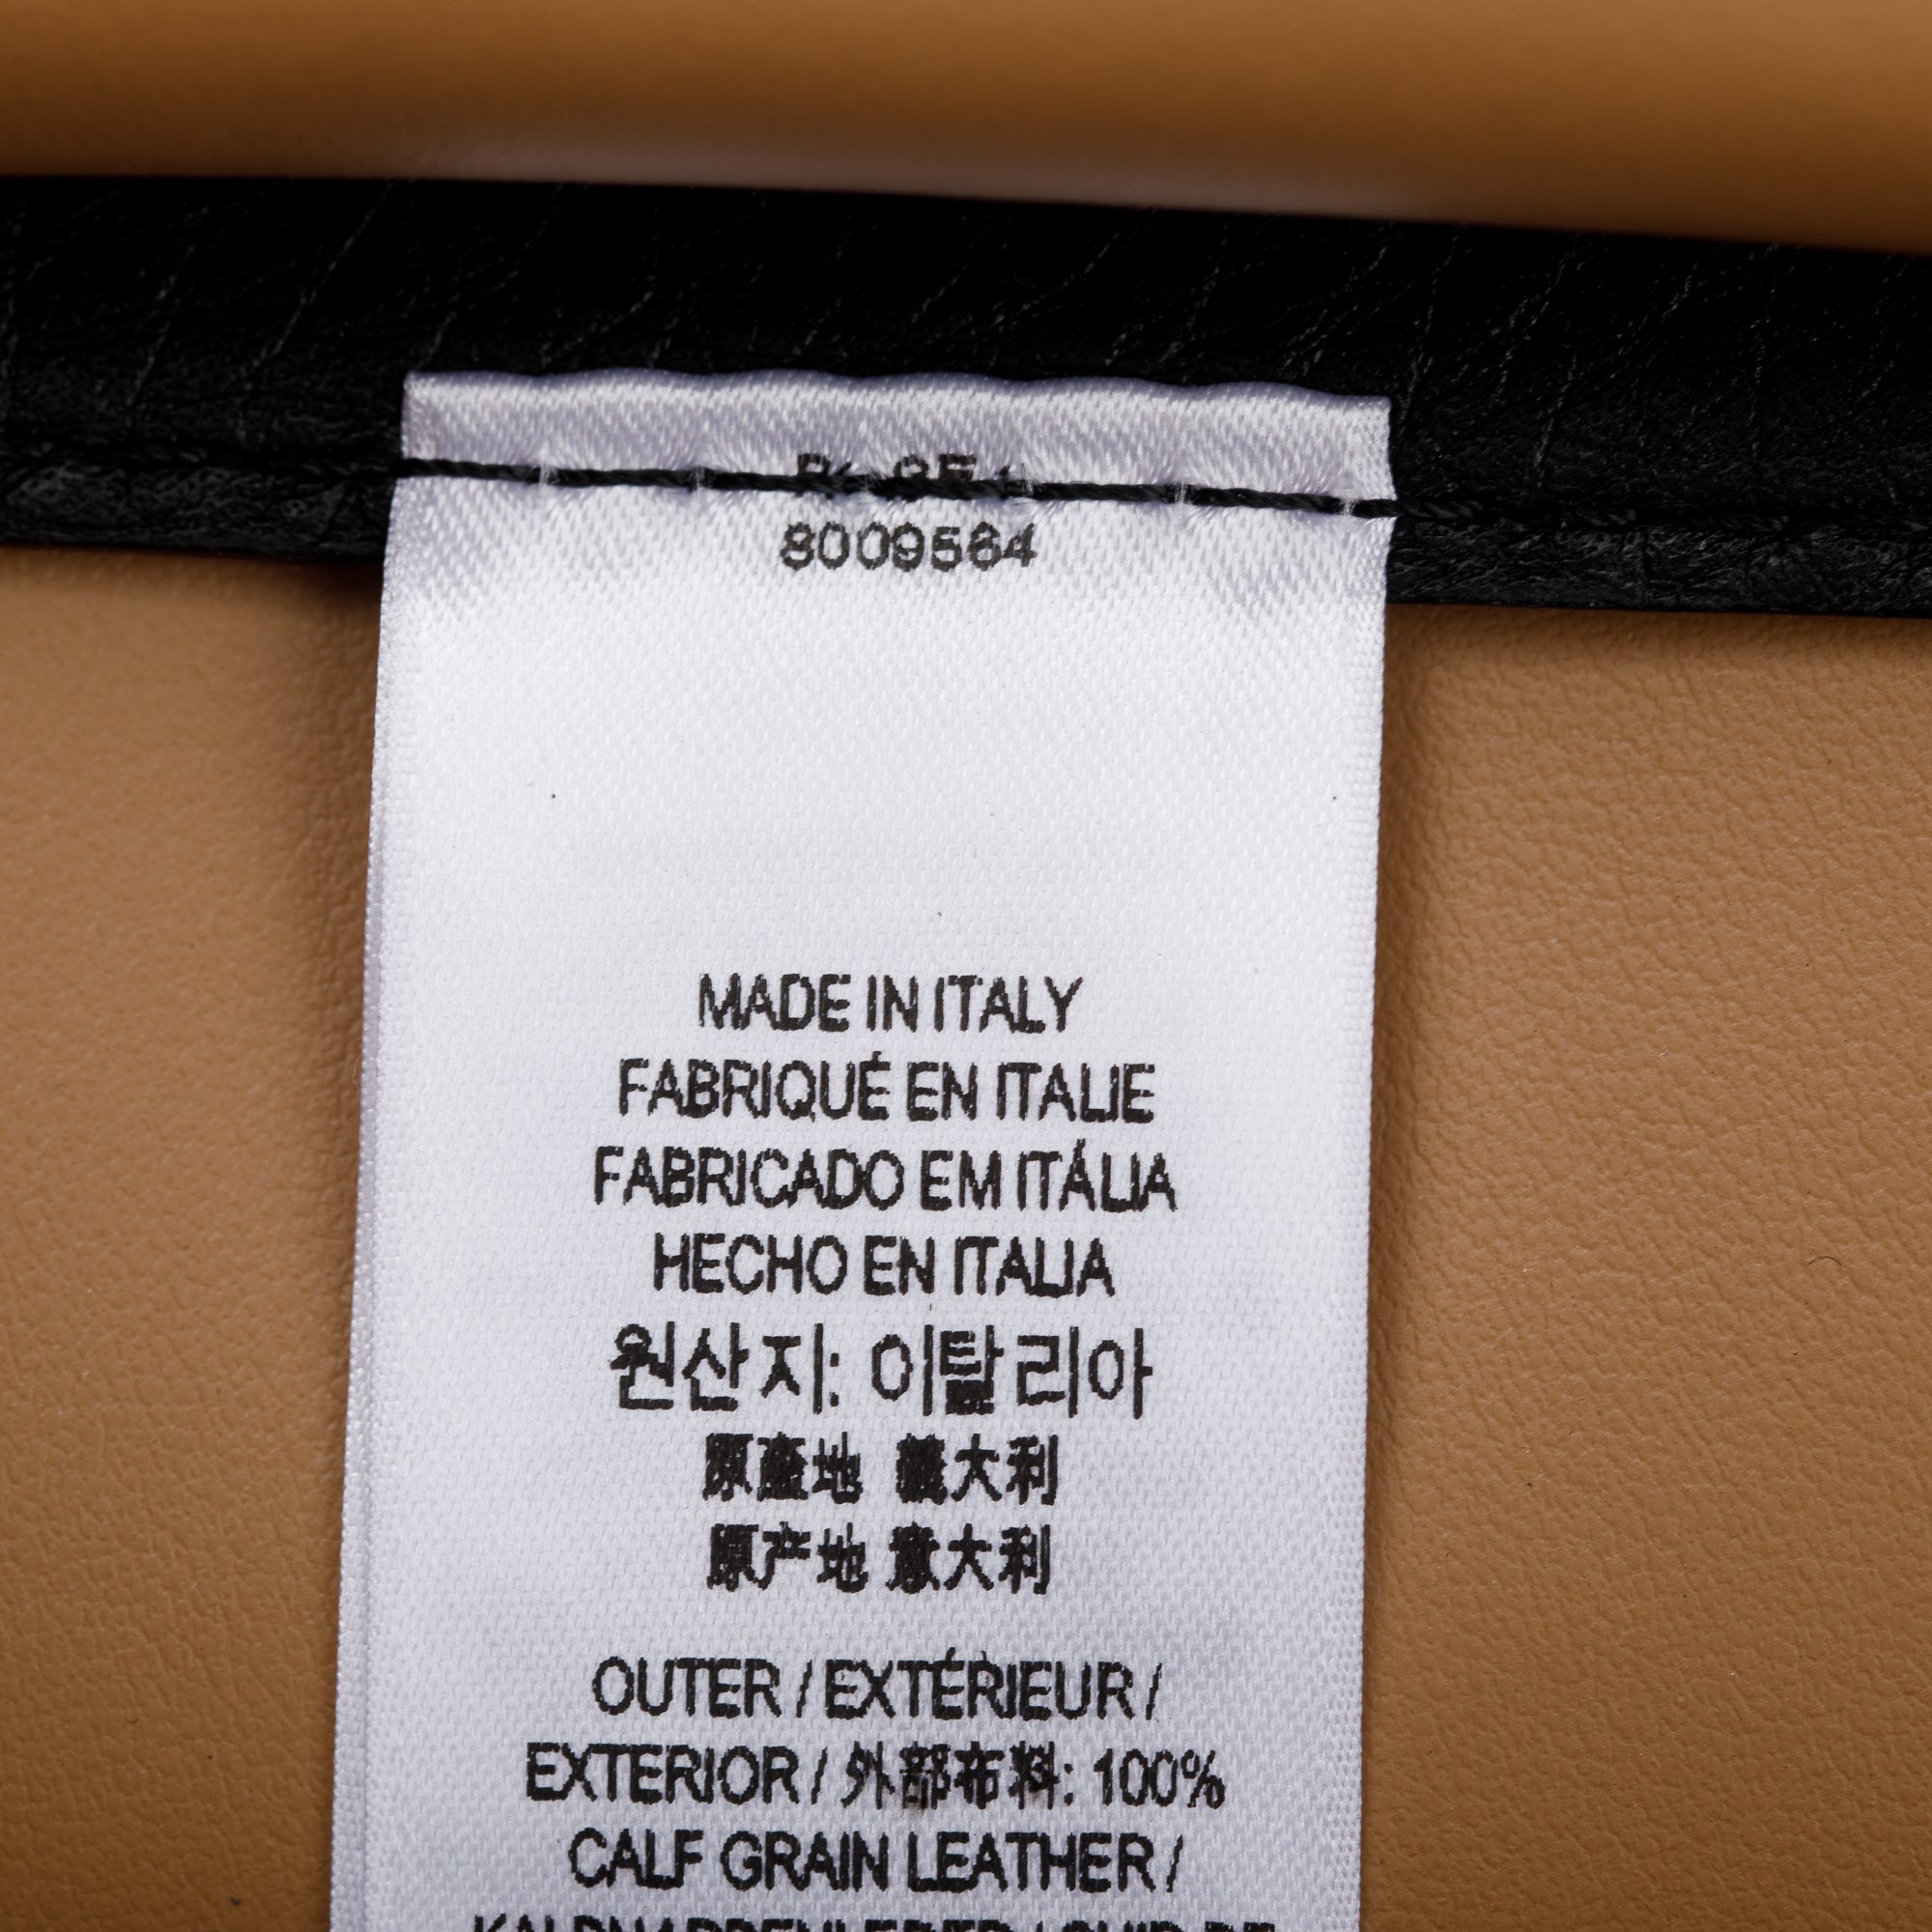 8009564
MADE IN ITALY
FABRIQUÉ EN ITALIE
FABRICADO EM ITÁLIA
HECHO EN ITALIA
원산지: 이탈리아
原產地 義大利
原产地 意大利
OUTER / EXTÉRIEUR /
EXTERIOR / 外部布料: 100%
CALF GRAIN LEATHER /